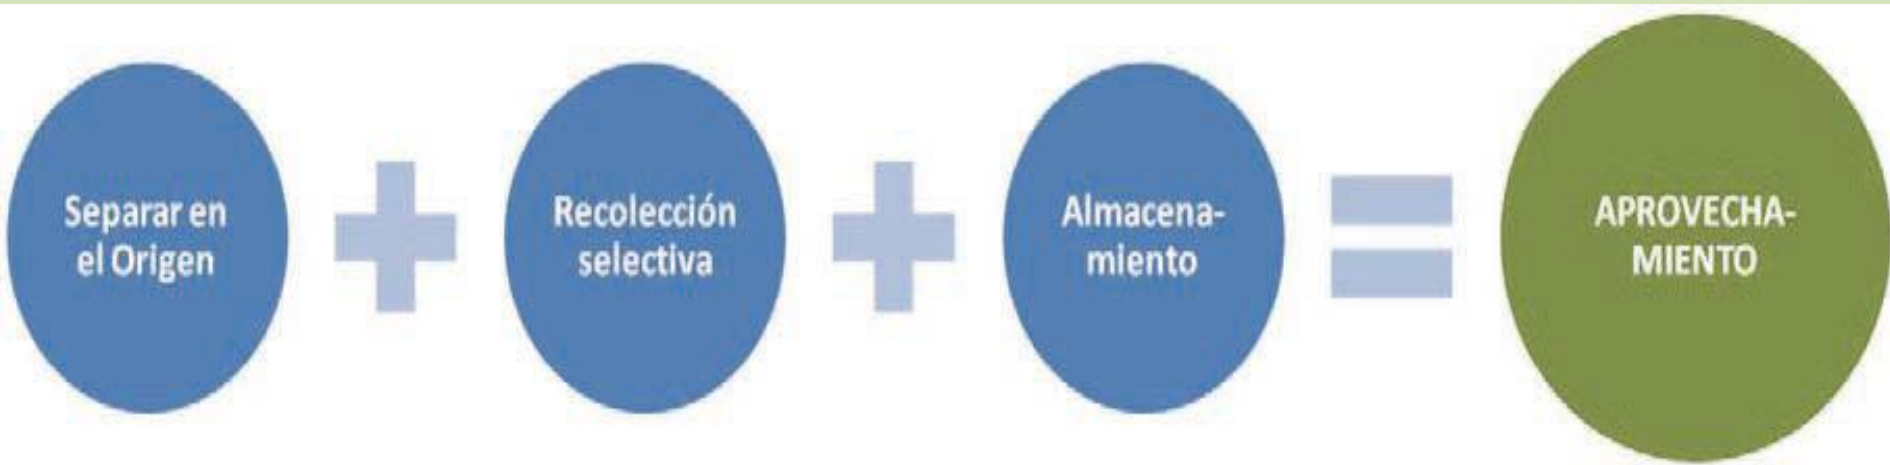 Separar en
el Origen
Recolección
selectiva
Almacena-
miento
APROVECHA-
MIENTO